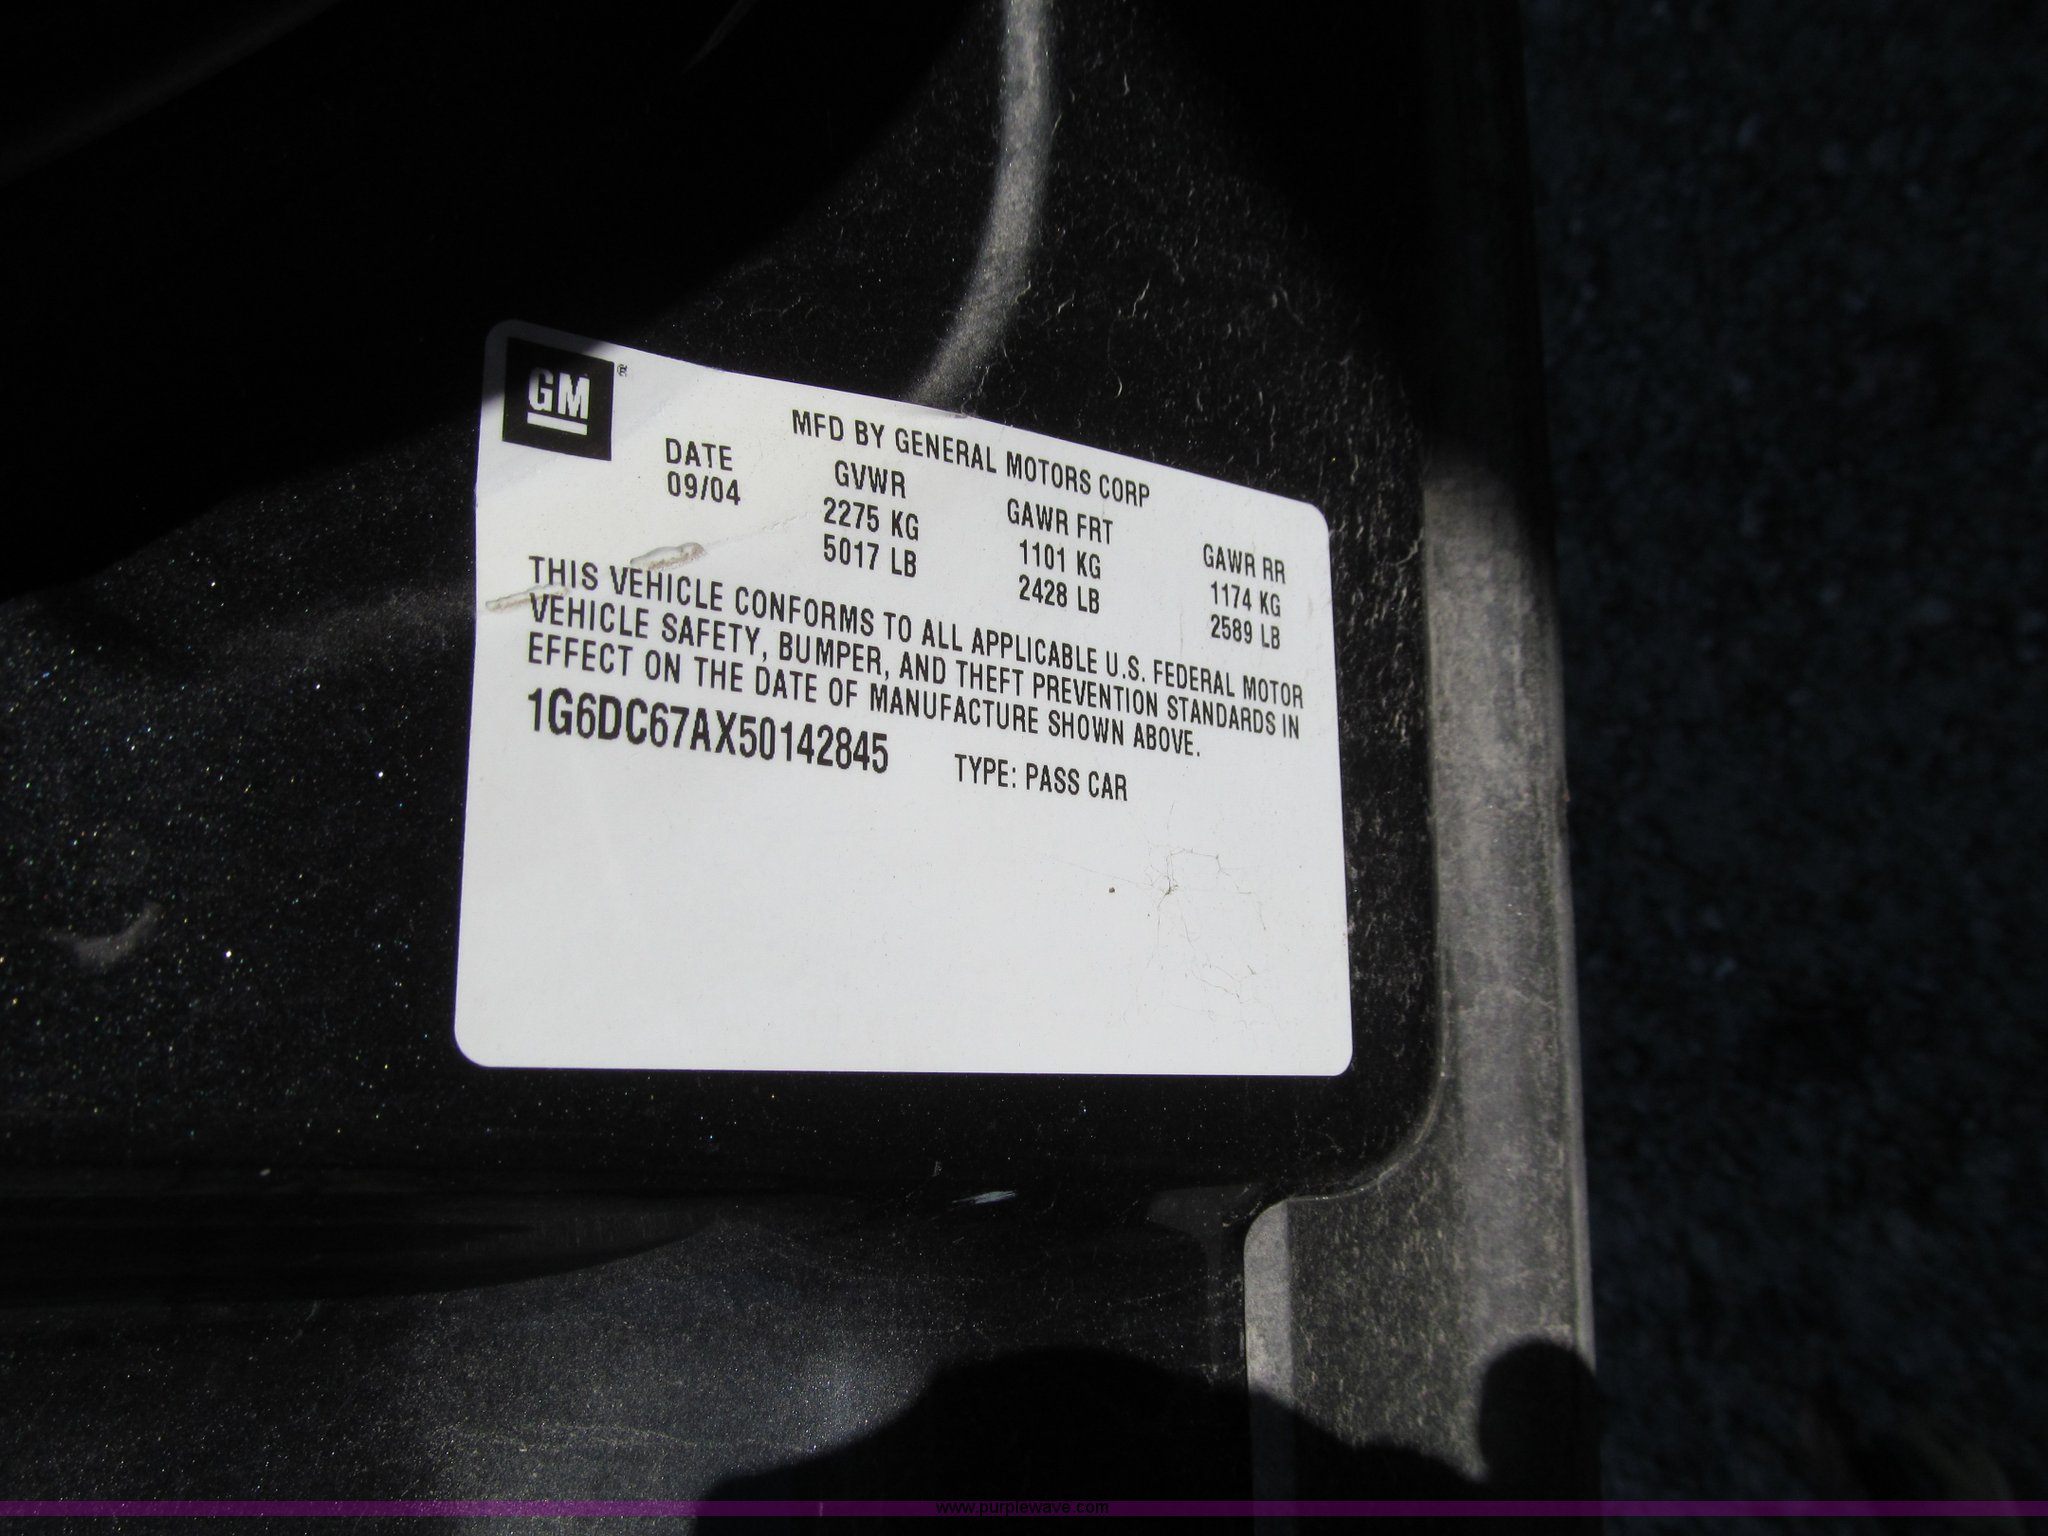 GM ®
MFD BY GENERAL MOTORS CORP
DATE GVWR GAWR FRT GAWR RR
09/04 2275 KG 1101 KG 1174 KG
5017 LB 2428 LB 2589 LB
THIS VEHICLE CONFORMS TO ALL APPLICABLE U.S. FEDERAL MOTOR
VEHICLE SAFETY, BUMPER, AND THEFT PREVENTION STANDARDS IN
EFFECT ON THE DATE OF MANUFACTURE SHOWN ABOVE.
1G6DC67AX50142845 TYPE: PASS CAR
www.purplewave.com